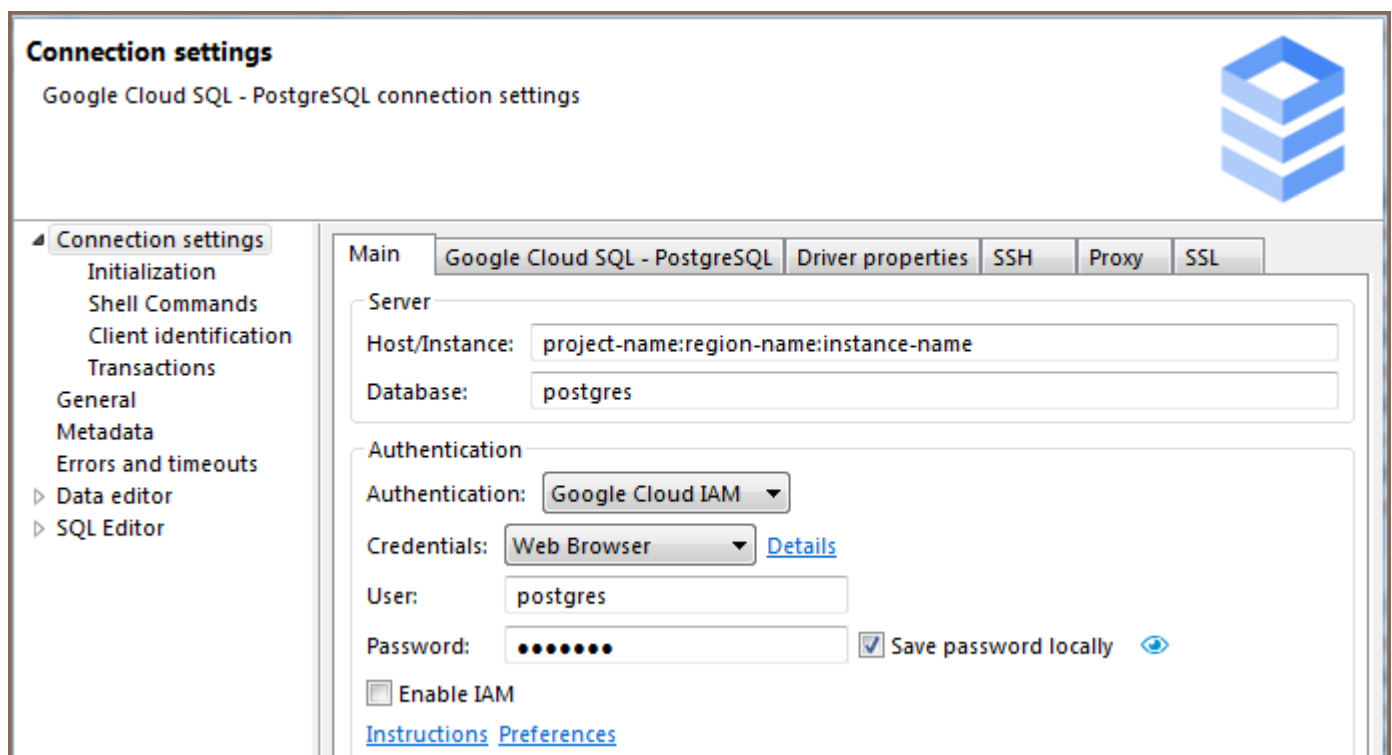 Connection settings
Google Cloud SQL - PostgreSQL connection settings
Connection settings
Initialization
Shell Commands
Client identification
Transactions
General
Metadata
Errors and timeouts
Data editor
SQL Editor
Main Google Cloud SQL - PostgreSQL Driver properties SSH Proxy SSL
Server
Host/Instance: project-name:region-name:instance-name
Database: postgres
Authentication
Authentication: Google Cloud IAM
Credentials: Web Browser Details
User: postgres
Password: ••••••• Save password locally
Enable IAM
Instructions Preferences